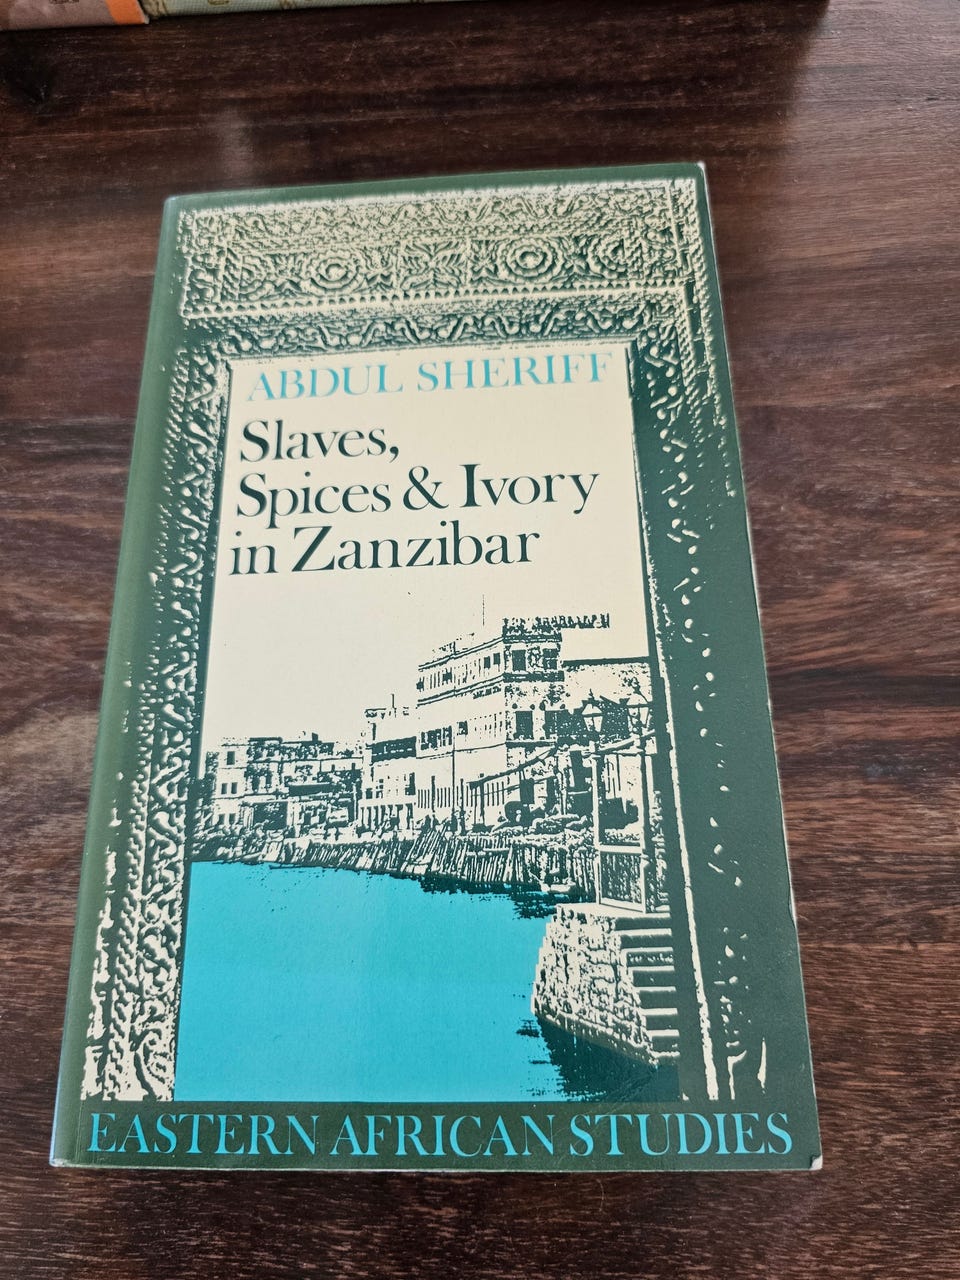 ABDUL SHERIFF
Slaves,
Spices & Ivory
in Zanzibar
EASTERN AFRICAN STUDIES